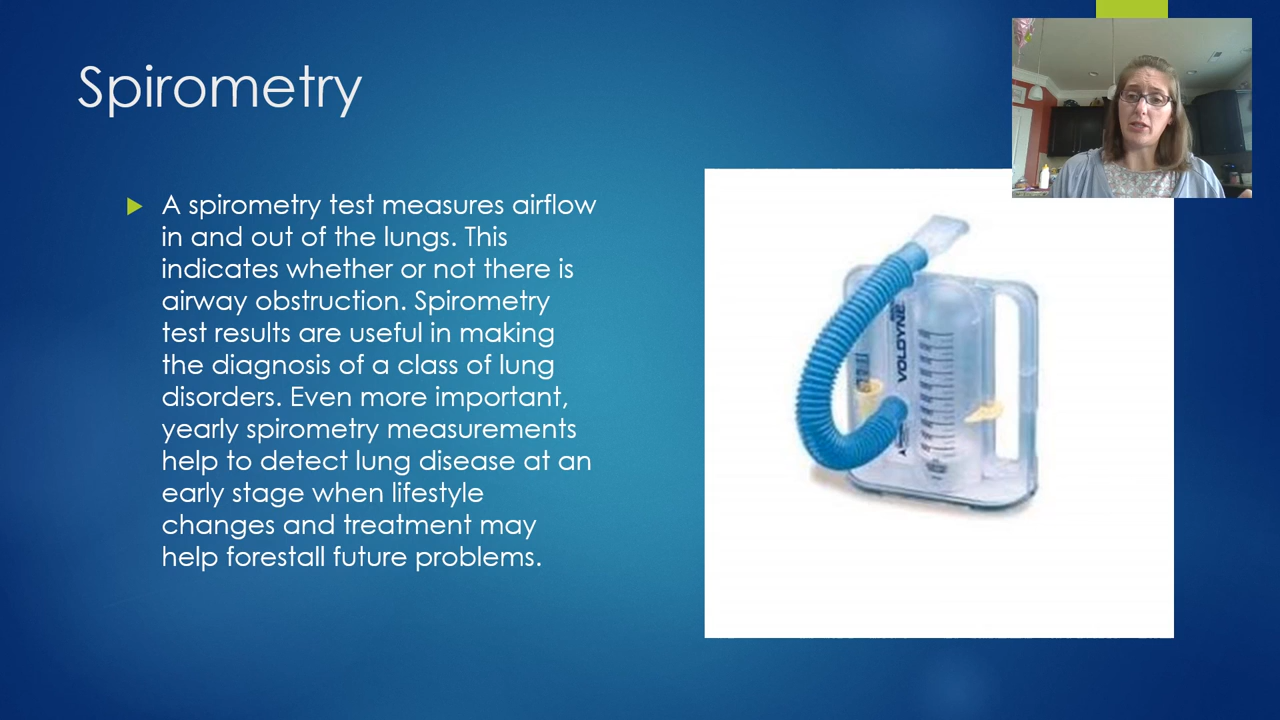 Spirometry
A spirometry test measures airflow
in and out of the lungs. This
indicates whether or not there is
airway obstruction. Spirometry
test results are useful in making
the diagnosis of a class of lung
disorders. Even more important,
yearly spirometry measurements
help to detect lung disease at an
early stage when lifestyle
changes and treatment may
help forestall future problems.
VOLDYNE